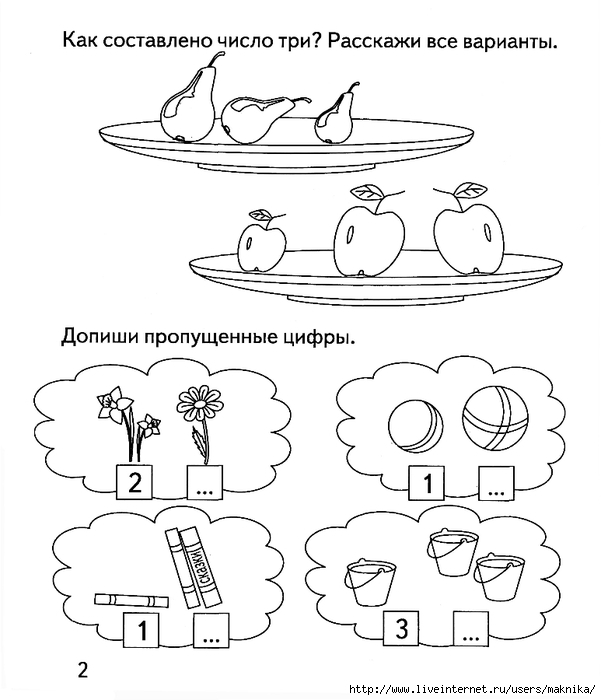 Как составлено число три? Расскажи все варианты.
Допиши пропущенные цифры.
2 ...
1 ...
СВЯЗЕНИ
1 ...
3 ...
2
http://www.liveinternet.ru/users/maknika/